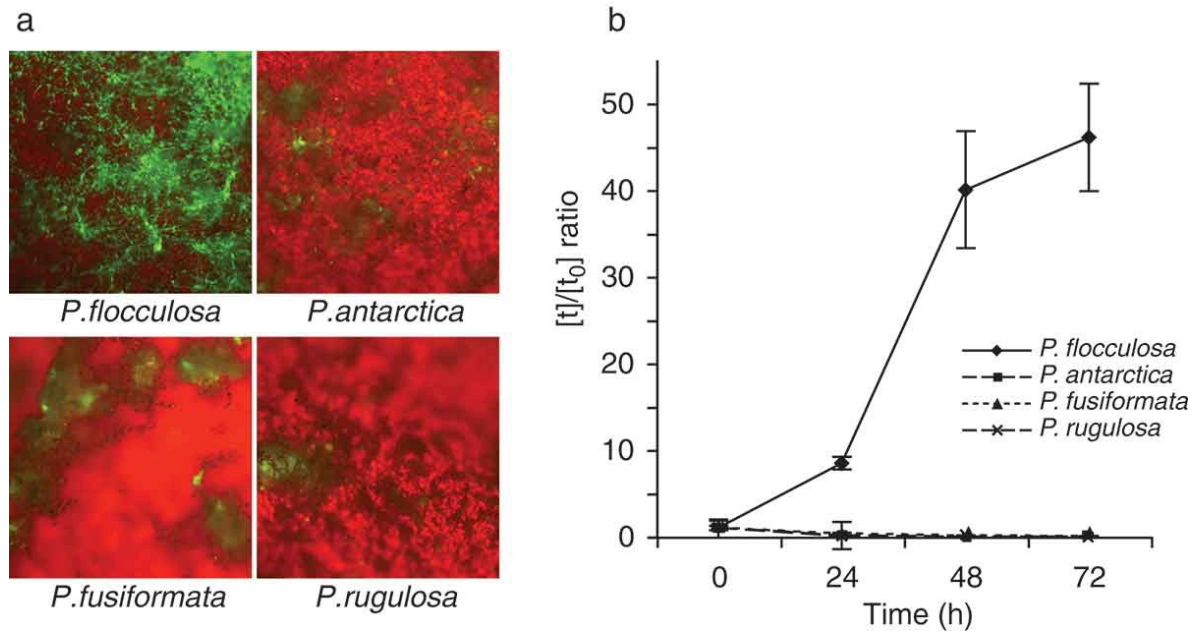 a
P.flocculosa
P.antarctica
P.fusiformata
P.rugulosa
b
[t]/[t0] ratio
50
40
30
20
10
0
P. flocculosa
P. antarctica
P. fusiformata
P. rugulosa
0 24 48 72
Time (h)